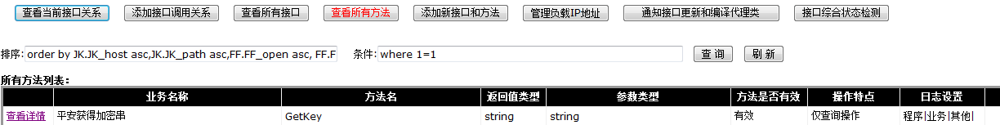 查看当前接口关系 添加接口调用关系 查看所有接口 查看所有方法 添加新接口和方法 管理负载IP地址 通知接口更新和编译代理类 接口综合状态检测
排序: order by JK.JK_host asc,JK.JK_path asc,FF.FF_open asc, FF.F 条件: where 1=1 查 询 刷 新
所有方法列表:
业务名称 方法名 返回值类型 参数类型 方法是否有效 操作特点 日志设置
查看详情 平安获得加密串 GetKey string string 有效 仅查询操作 程序|业务|其他|